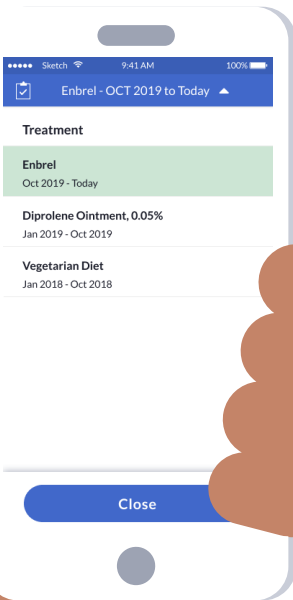 Sketch 9:41 AM 100%
Enbrel - OCT 2019 to Today
Treatment
Enbrel
Oct 2019 - Today
Diprolene Ointment, 0.05%
Jan 2019 - Oct 2019
Vegetarian Diet
Jan 2018 - Oct 2018
Close